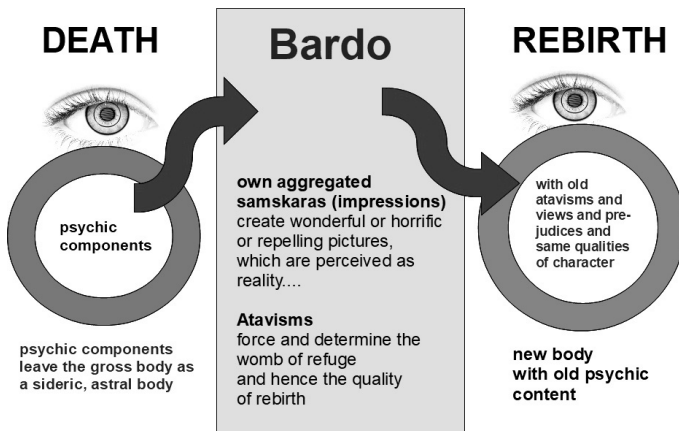 DEATH
psychic
components
psychic components
leave the gross body as
a sideric, astral body
Bardo
own aggregated
samskaras (impressions)
create wonderful or horrific
or repelling pictures,
which are perceived as
reality....
Atavisms
force and determine the
womb of refuge
and hence the quality
of rebirth
REBIRTH
with old
atavisms and
views and pre-
judices and
same qualities
of character
new body
with old psychic
content